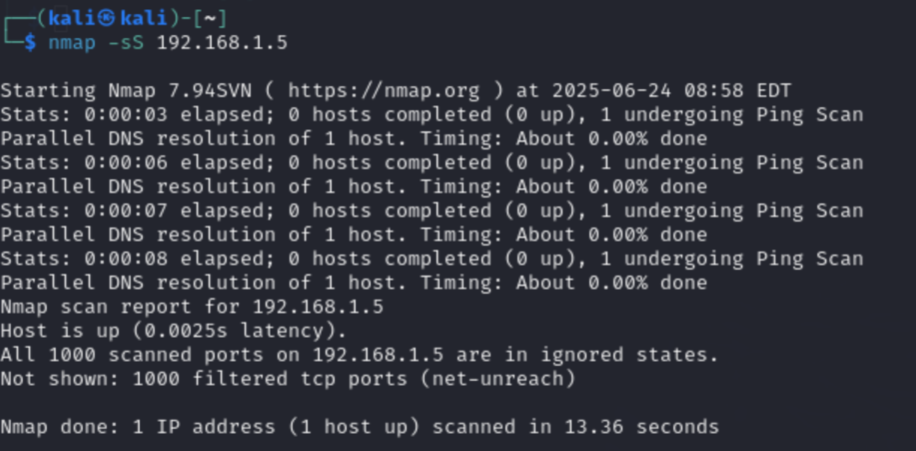 ┌──(kali㉿kali)-[~]
└─$ nmap -sS 192.168.1.5
Starting Nmap 7.94SVN ( https://nmap.org ) at 2025-06-24 08:58 EDT
Stats: 0:00:03 elapsed; 0 hosts completed (0 up), 1 undergoing Ping Scan
Parallel DNS resolution of 1 host. Timing: About 0.00% done
Stats: 0:00:06 elapsed; 0 hosts completed (0 up), 1 undergoing Ping Scan
Parallel DNS resolution of 1 host. Timing: About 0.00% done
Stats: 0:00:07 elapsed; 0 hosts completed (0 up), 1 undergoing Ping Scan
Parallel DNS resolution of 1 host. Timing: About 0.00% done
Stats: 0:00:08 elapsed; 0 hosts completed (0 up), 1 undergoing Ping Scan
Parallel DNS resolution of 1 host. Timing: About 0.00% done
Nmap scan report for 192.168.1.5
Host is up (0.0025s latency).
All 1000 scanned ports on 192.168.1.5 are in ignored states.
Not shown: 1000 filtered tcp ports (net-unreach)
Nmap done: 1 IP address (1 host up) scanned in 13.36 seconds